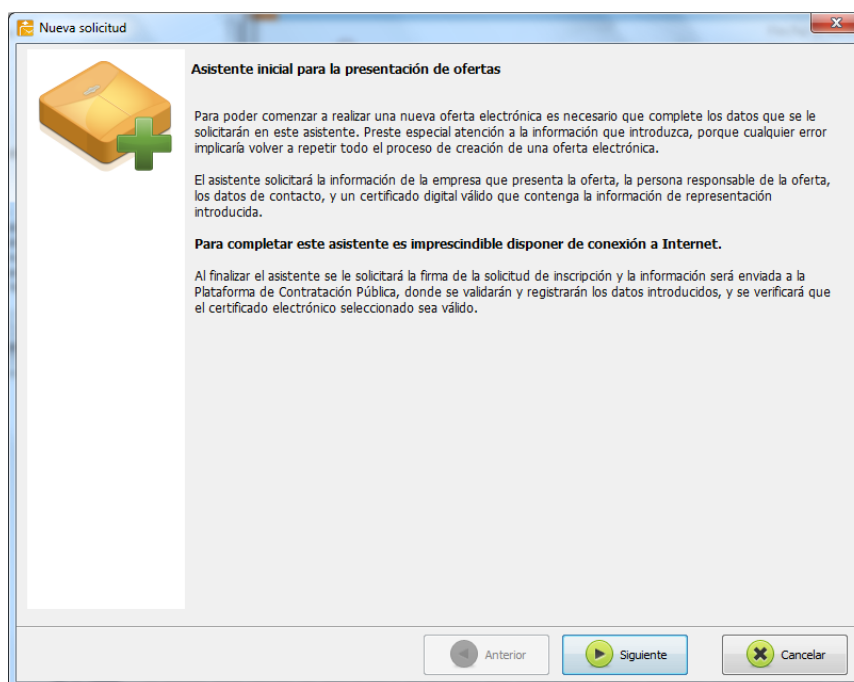 Nueva solicitud
Asistente inicial para la presentación de ofertas
Para poder comenzar a realizar una nueva oferta electrónica es necesario que complete los datos que se le
solicitarán en este asistente. Preste especial atención a la información que introduzca, porque cualquier error
implicaría volver a repetir todo el proceso de creación de una oferta electrónica.
El asistente solicitará la información de la empresa que presenta la oferta, la persona responsable de la oferta,
los datos de contacto, y un certificado digital válido que contenga la información de representación
introducida.
Para completar este asistente es imprescindible disponer de conexión a Internet.
Al finalizar el asistente se le solicitará la firma de la solicitud de inscripción y la información será enviada a la
Plataforma de Contratación Pública, donde se validarán y registrarán los datos introducidos, y se verificará que
el certificado electrónico seleccionado sea válido.
Anterior
Siguiente
Cancelar